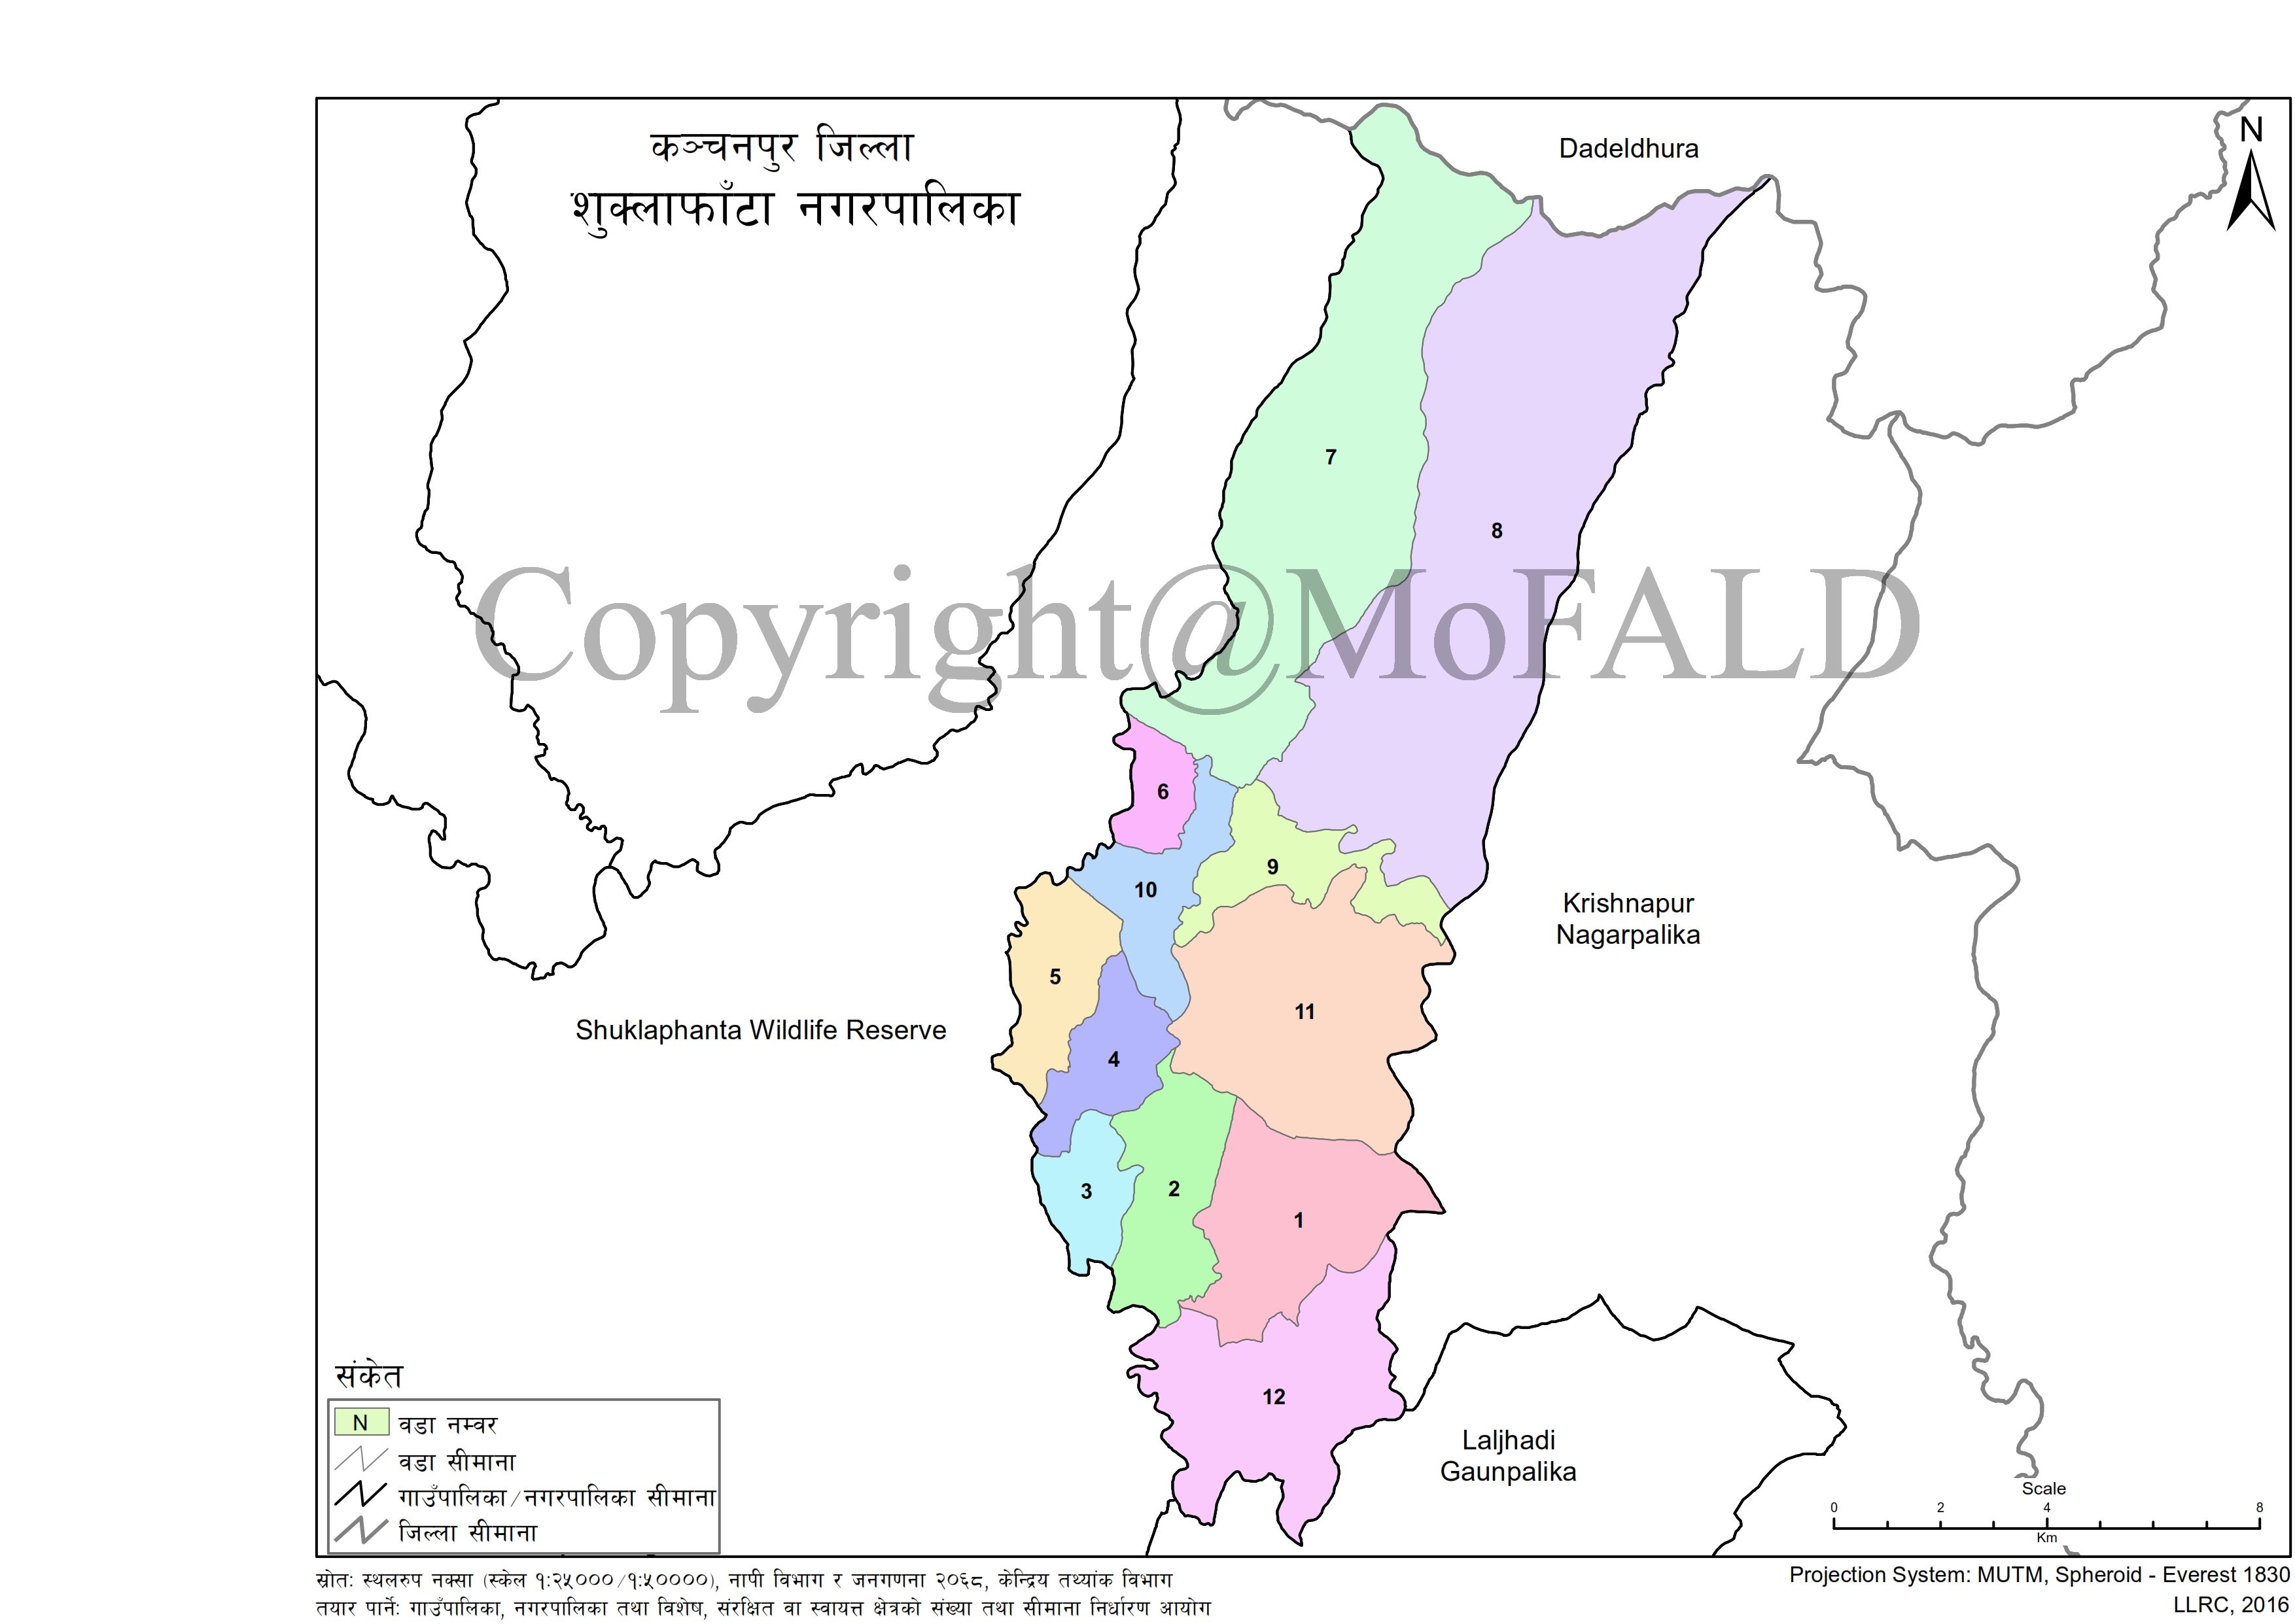 कञ्चनपुर जिल्ला
शुक्लाफाँटा नगरपालिका
Dadeldhura
N
7
8
Copyright@MoFALD
6
9
10
Krishnapur
Nagarpalika
5
11
Shuklaphanta Wildlife Reserve
4
3
2
1
12
Laljhadi
Gaunpalika
संकेत
N वडा नम्वर
वडा सीमाना
गाउँपालिका/नगरपालिका सीमाना
जिल्ला सीमाना
Scale
0 2 4 8
Km
स्रोतः स्थलरुप नक्सा (स्केल १:२५०००/१:५००००), नापी विभाग र जनगणना २०६८, केन्द्रिय तथ्यांक विभाग
तयार पार्नेः गाउँपालिका, नगरपालिका तथा विशेष, संरक्षित वा स्वायत्त क्षेत्रको संख्या तथा सीमाना निर्धारण आयोग
Projection System: MUTM, Spheroid - Everest 1830
LLRC, 2016